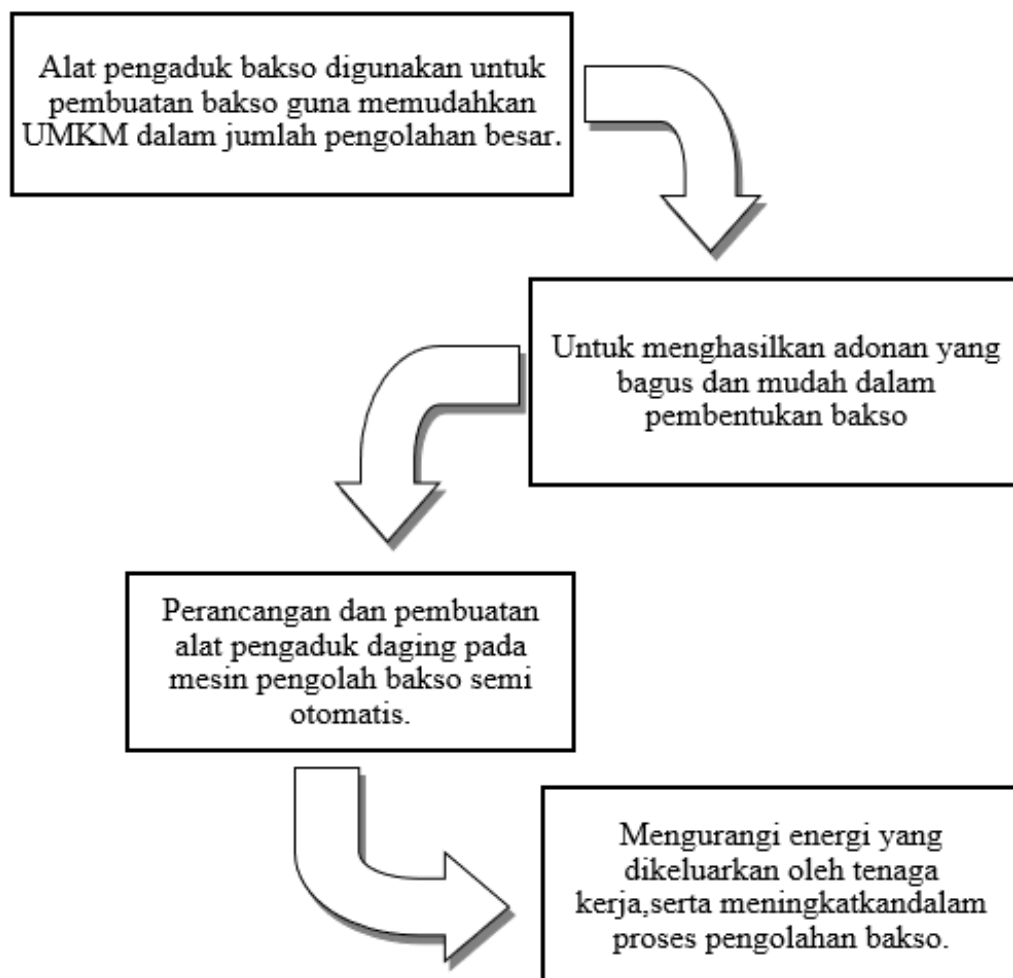 Alat pengaduk bakso digunakan untuk
pembuatan bakso guna memudahkan
UMKM dalam jumlah pengolahan besar.
Untuk menghasilkan adonan yang
bagus dan mudah dalam
pembentukan bakso
Perancangan dan pembuatan
alat pengaduk daging pada
mesin pengolah bakso semi
otomatis.
Mengurangi energi yang
dikeluarkan oleh tenaga
kerja,serta meningkatkandalam
proses pengolahan bakso.